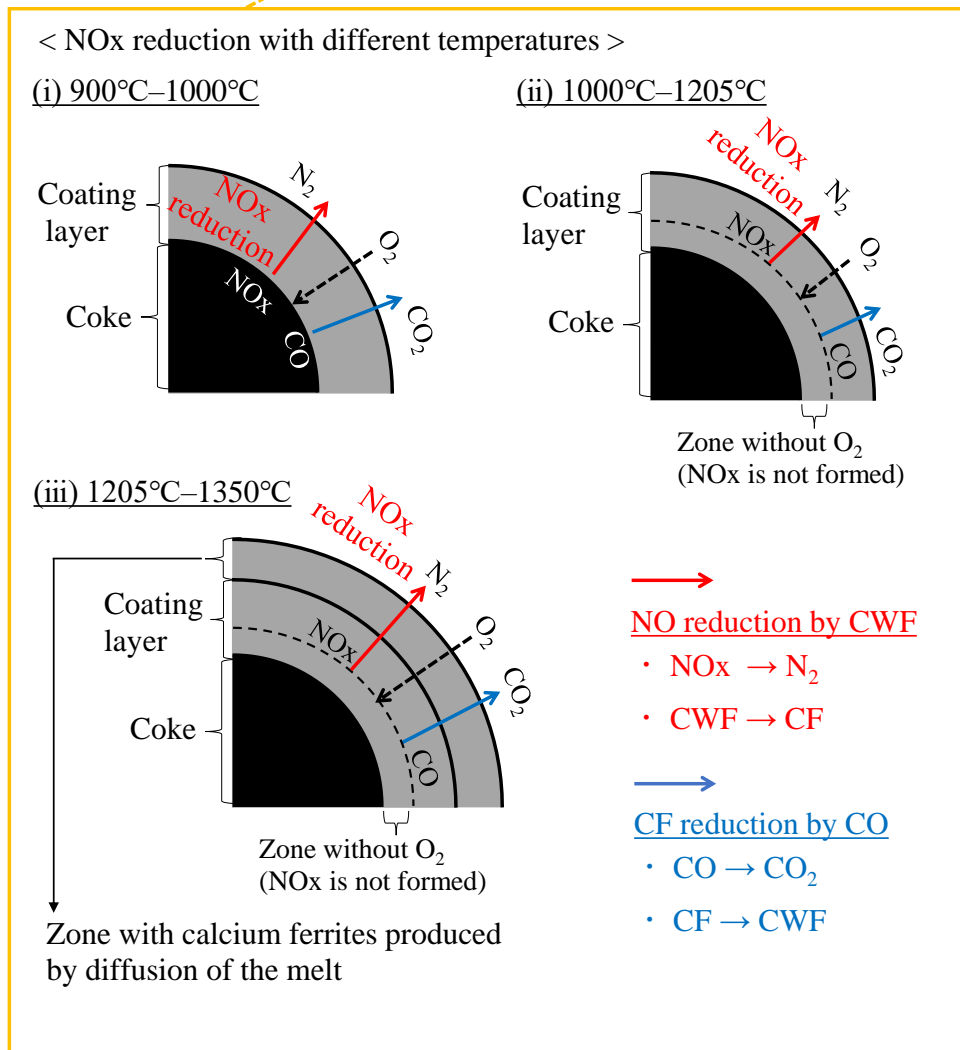 < NOx reduction with different temperatures >
(i) 900℃–1000℃
Coating
layer
Coke
NOx
reduction
N₂
O₂
NOx
CO
CO₂
(ii) 1000℃–1205℃
Coating
layer
Coke
NOx
reduction
N₂
NOx
O₂
CO
CO₂
Zone without O₂
(NOx is not formed)
(iii) 1205℃–1350℃
Coating
layer
Coke
NOx
reduction
N₂
NOx
O₂
CO₂
CO
Zone without O₂
(NOx is not formed)
Zone with calcium ferrites produced
by diffusion of the melt
NO reduction by CWF
・ NOx → N₂
・ CWF → CF
CF reduction by CO
・ CO → CO₂
・ CF → CWF